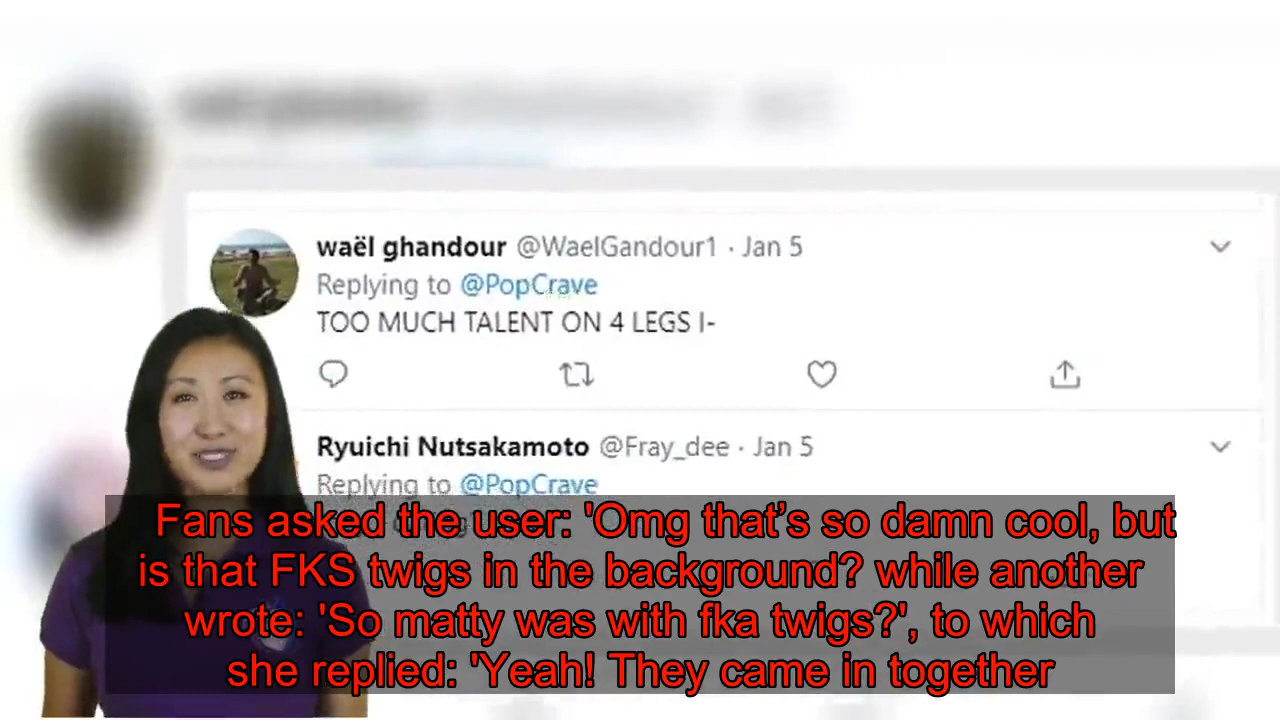 waël ghandour @WaelGandour1 · Jan 5
Replying to @PopCrave
TOO MUCH TALENT ON 4 LEGS I-
Ryuichi Nutsakamoto @Fray_dee · Jan 5
Replying to @PopCrave
Fans asked the user: 'Omg that’s so damn cool, but
is that FKS twigs in the background? while another
wrote: 'So matty was with fka twigs?', to which
she replied: 'Yeah! They came in together